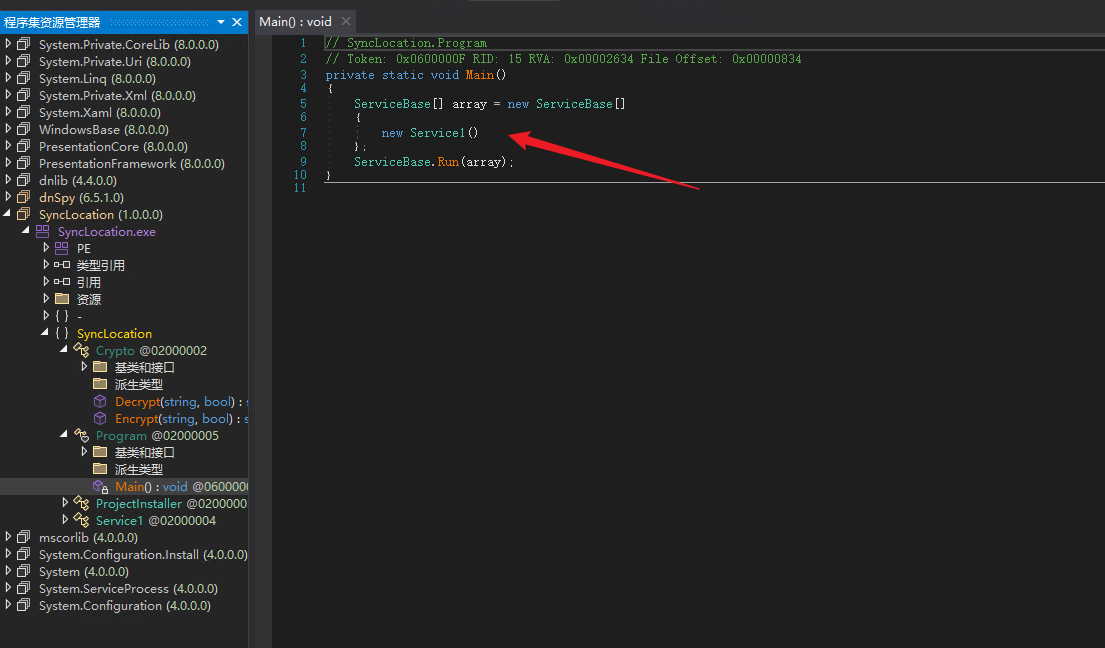 程序集资源管理器
System.Private.CoreLib (8.0.0.0)
System.Private.Uri (8.0.0.0)
System.Linq (8.0.0.0)
System.Private.Xml (8.0.0.0)
System.Xaml (8.0.0.0)
WindowsBase (8.0.0.0)
PresentationCore (8.0.0.0)
PresentationFramework (8.0.0.0)
dnlib (4.4.0.0)
dnSpy (6.5.1.0)
SyncLocation (1.0.0.0)
SyncLocation.exe
PE
类型引用
引用
资源
{ } -
{ } SyncLocation
Crypto @02000002
基类和接口
派生类型
Decrypt(string, bool) : s
Encrypt(string, bool) : s
Program @02000005
基类和接口
派生类型
Main() : void @060000
ProjectInstaller @0200000
Service1 @02000004
mscorlib (4.0.0.0)
System.Configuration.Install (4.0.0.0)
System (4.0.0.0)
System.ServiceProcess (4.0.0.0)
System.Configuration (4.0.0.0)
Main() : void
1 // SyncLocation.Program
2 // Token: 0x0600000F RID: 15 RVA: 0x00002634 File Offset: 0x00000834
3 private static void Main()
4 {
5 ServiceBase[] array = new ServiceBase[]
6 {
7 new Service1()
8 };
9 ServiceBase.Run(array);
10 }
11